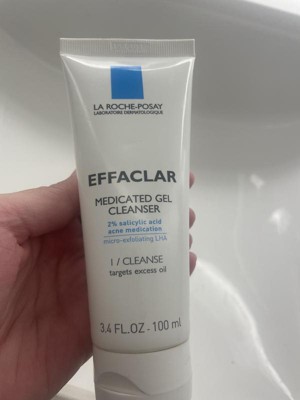 LA ROCHE-POSAY
LABORATOIRE DERMATOLOGIQUE
EFFACLAR
MEDICATED GEL
CLEANSER
2% salicylic acid
acne medication
micro-exfoliating LHA
1 / CLEANSE
targets excess oil
3.4 FL.OZ - 100 ml